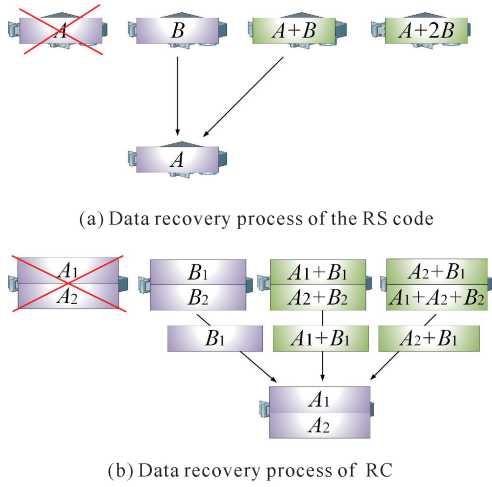 A B A+B A+2B
A
(a) Data recovery process of the RS code
A₁ B₁ A₁+B₁ A₂+B₁
A₂ B₂ A₂+B₂ A₁+A₂+B₂
B₁ A₁+B₁ A₂+B₁
A₁
A₂
(b) Data recovery process of RC